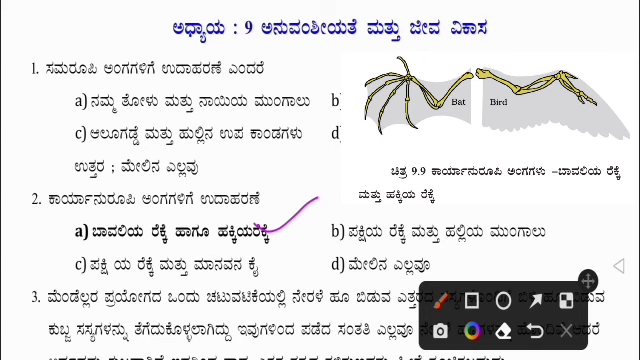 ಅಧ್ಯಾಯ : 9 ಅನುವಂಶೀಯತೆ ಮತ್ತು ಜೀವ ವಿಕಾಸ
1. ಸಮರೂಪಿ ಅಂಗಗಳಿಗೆ ಉದಾಹರಣೆ ಎಂದರೆ
a) ನಮ್ಮ ತೋಳು ಮತ್ತು ನಾಯಿಯ ಮುಂಗಾಲು b)
c) ಆಲೂಗಡ್ಡೆ ಮತ್ತು ಹುಲ್ಲಿನ ಉಪ ಕಾಂಡಗಳು d)
ಉತ್ತರ ; ಮೇಲಿನ ಎಲ್ಲವು
Bat Bird
ಚಿತ್ರ 9.9 ಕಾರ್ಯಾನುರೂಪಿ ಅಂಗಗಳು -ಬಾವಲಿಯ ರೆಕ್ಕೆ
ಮತ್ತು ಹಕ್ಕಿಯ ರೆಕ್ಕೆ
2. ಕಾರ್ಯಾನುರೂಪಿ ಅಂಗಗಳಿಗೆ ಉದಾಹರಣೆ
a) ಬಾವಲಿಯ ರೆಕ್ಕೆ ಹಾಗೂ ಹಕ್ಕಿಯರೆಕ್ಕೆ b) ಪಕ್ಷಿಯ ರೆಕ್ಕೆ ಮತ್ತು ಹಲ್ಲಿಯ ಮುಂಗಾಲು
c) ಪಕ್ಷಿ ಯ ರೆಕ್ಕೆ ಮತ್ತು ಮಾನವನ ಕೈ d) ಮೇಲಿನ ಎಲ್ಲವೂ
3. ಮೆಂಡೆಲ್ಲರ ಪ್ರಯೋಗದ ಒಂದು ಚಟುವಟಿಕೆಯಲ್ಲಿ ನೇರಳೆ ಹೂ ಬಿಡುವ ಎತ್ತರದ
ಕುಬ್ಜ ಸಸ್ಯಗಳನ್ನು ತೆಗೆದುಕೊಳ್ಳಲಾಗಿದ್ದು ಇವುಗಳಿಂದ ಪಡೆದ ಸಂತತಿ ಎಲ್ಲವೂ